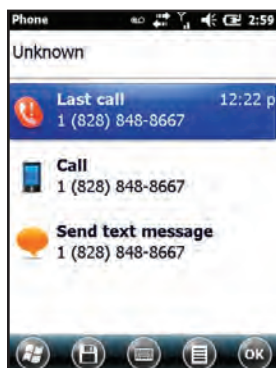 Phone 2:59
Unknown
Last call 12:22 p
1 (828) 848-8667
Call
1 (828) 848-8667
Send text message
1 (828) 848-8667
OK